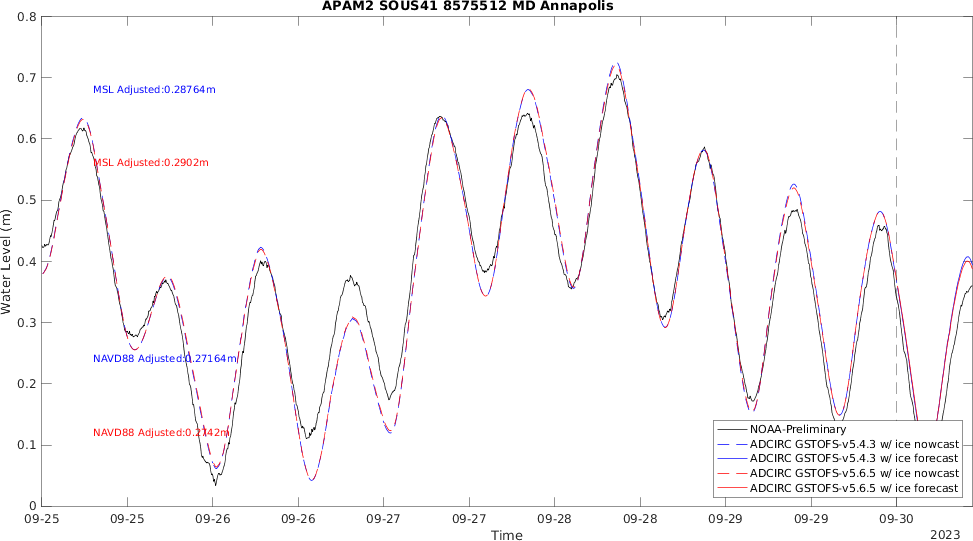 APAM2 SOUS41 8575512 MD Annapolis
0.8
0.7
0.6
0.5
0.4
0.3
0.2
0.1
0
Water Level (m)
MSL Adjusted:0.28764m
MSL Adjusted:0.2902m
NAVD88 Adjusted:0.27164m
NAVD88 Adjusted:0.2742m
NOAA-Preliminary
ADCIRC GSTOFS-v5.4.3 w/ ice nowcast
ADCIRC GSTOFS-v5.4.3 w/ ice forecast
ADCIRC GSTOFS-v5.6.5 w/ ice nowcast
ADCIRC GSTOFS-v5.6.5 w/ ice forecast
09-25 09-25 09-26 09-26 09-27 09-27 09-28 09-28 09-29 09-29 09-30
Time
2023